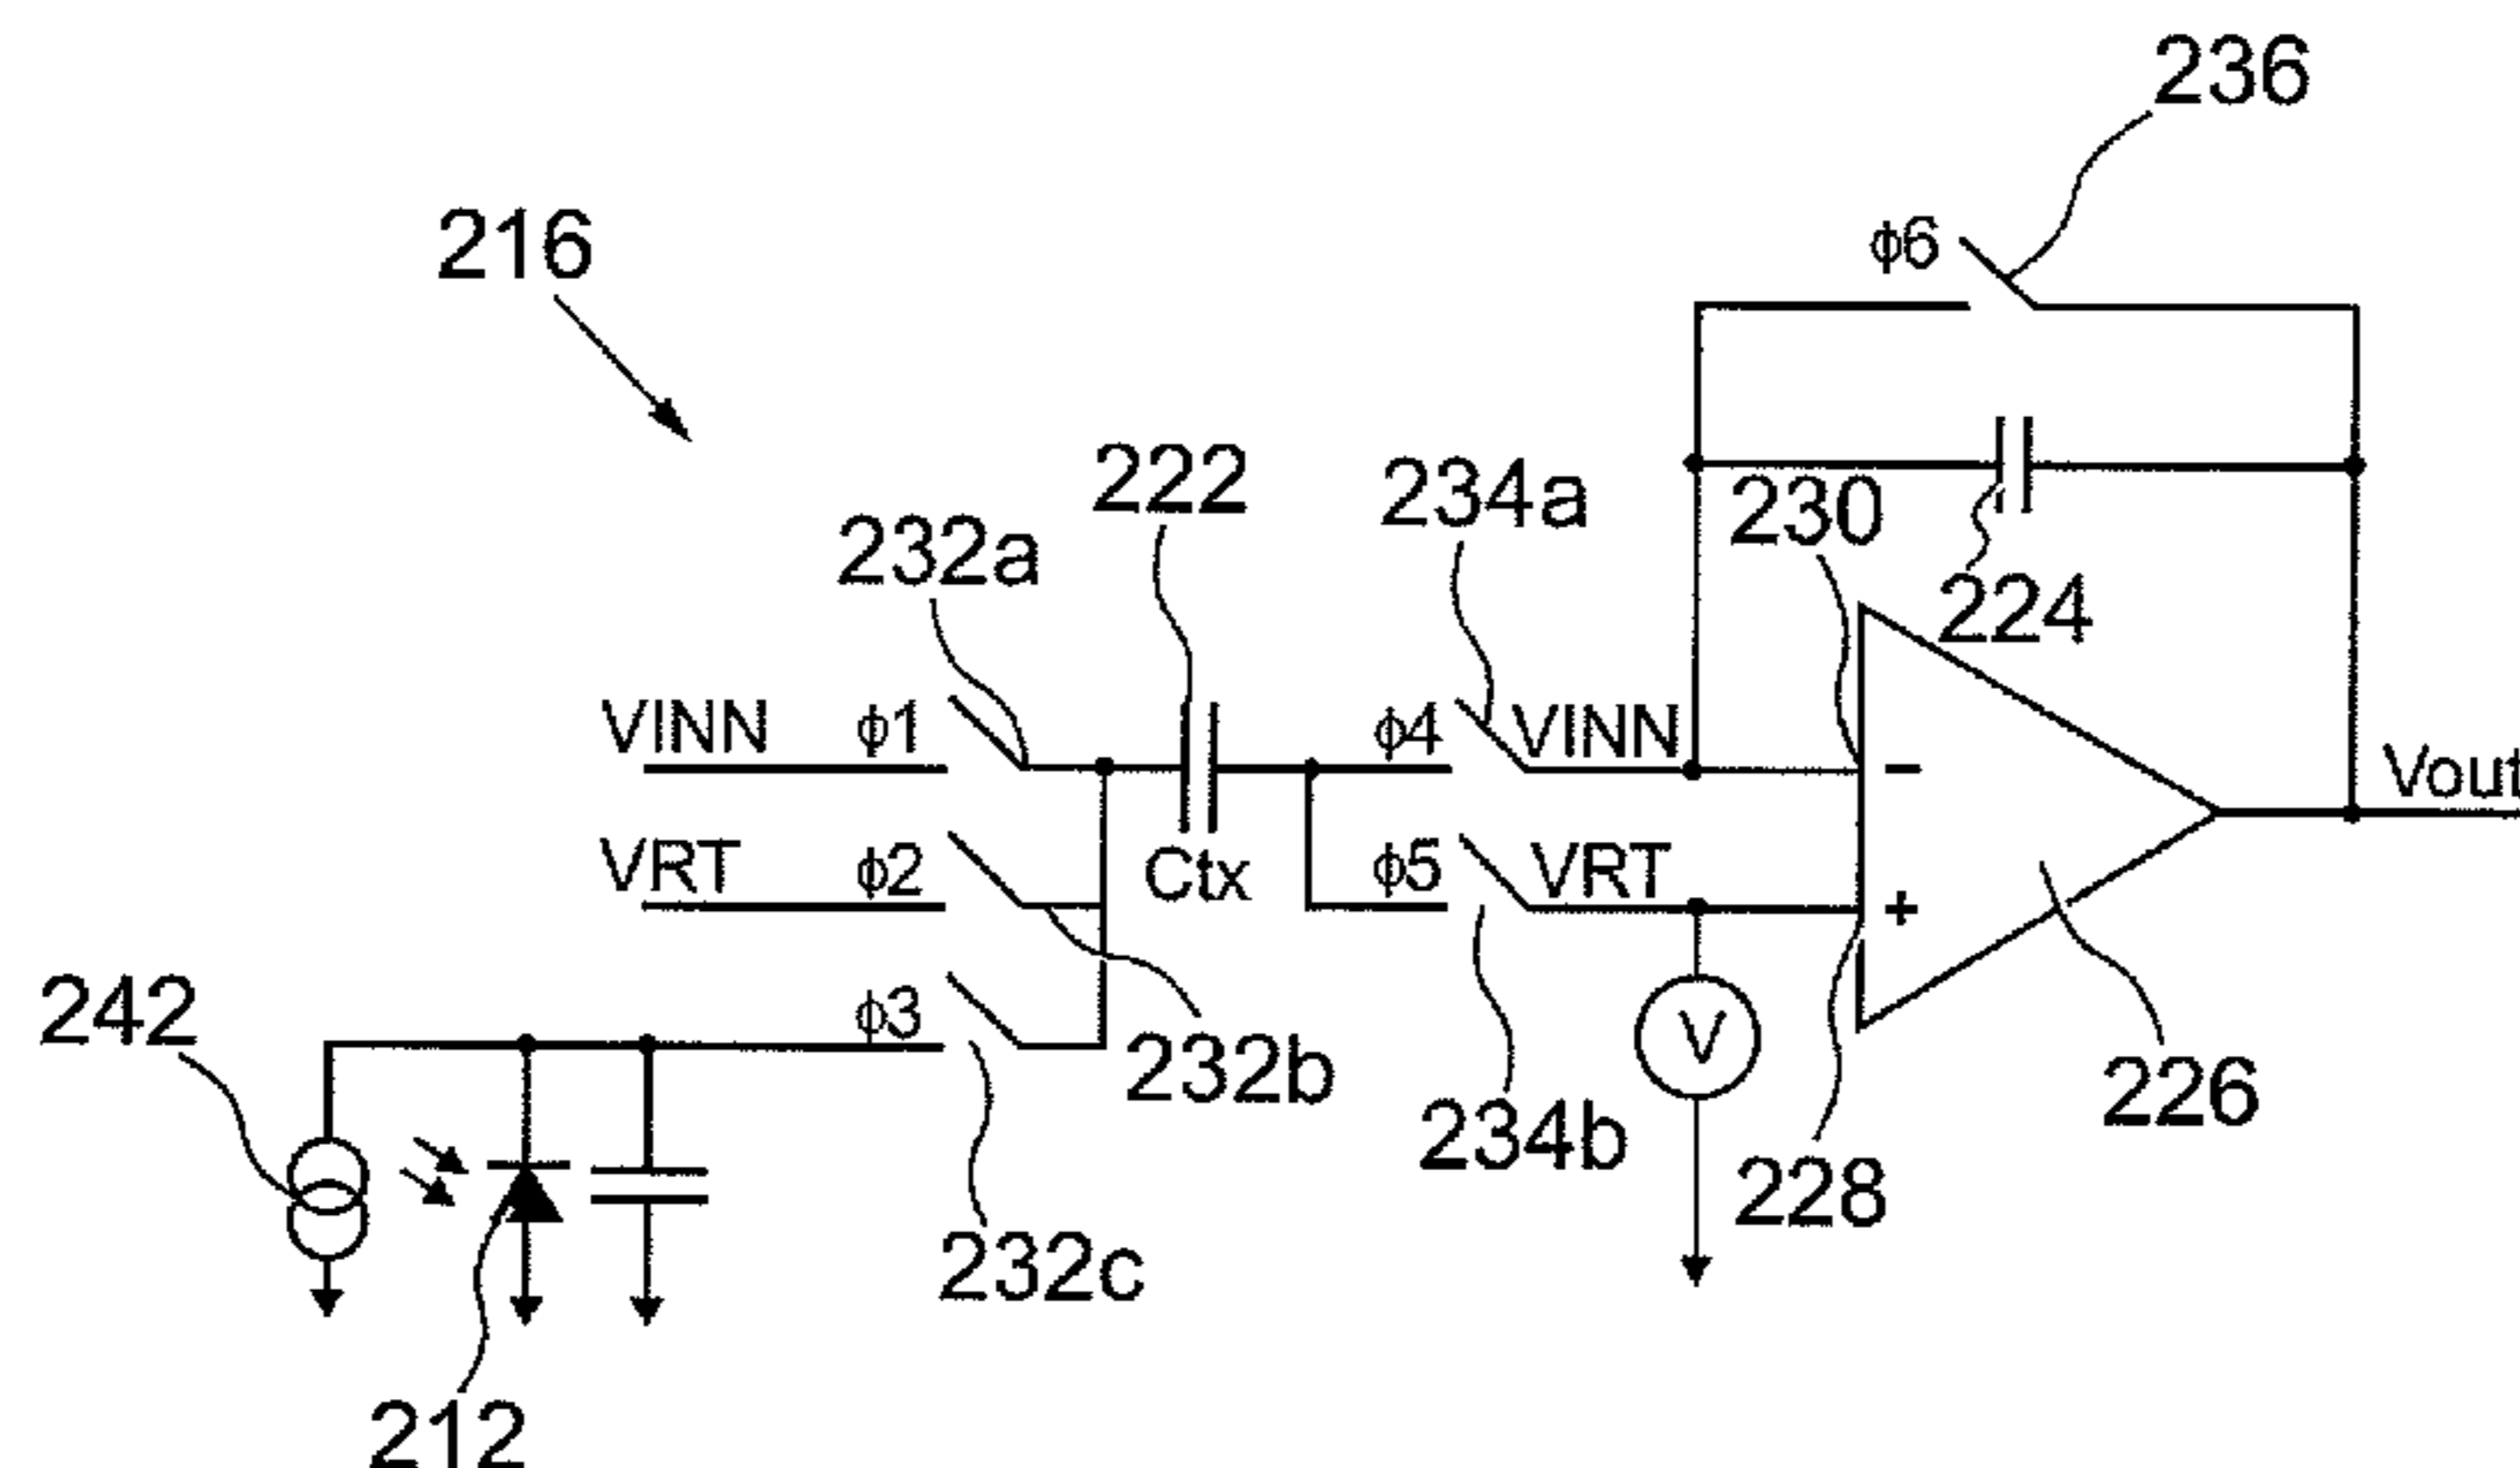 236
216
ϕ6
222
234a
230
232a
224
VINN ϕ1
ϕ4 VINN
−
Vout
VRT ϕ2
Ctx
ϕ5 VRT
+
242
ϕ3
V
232b
234b
226
228
232c
212